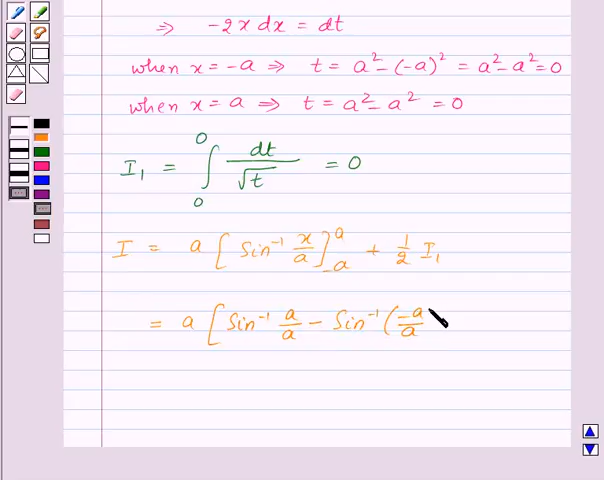 ⇒ -2x dx = dt
when x = -a ⇒ t = a² - (-a)² = a² - a² = 0
when x = a ⇒ t = a² - a² = 0
I₁ = ∫₀⁰ dt/√t = 0
I = a [ Sin⁻¹ x/a ]₋ₐᵃ + 1/2 I₁
= a [ Sin⁻¹ a/a - Sin⁻¹ ( -a/a